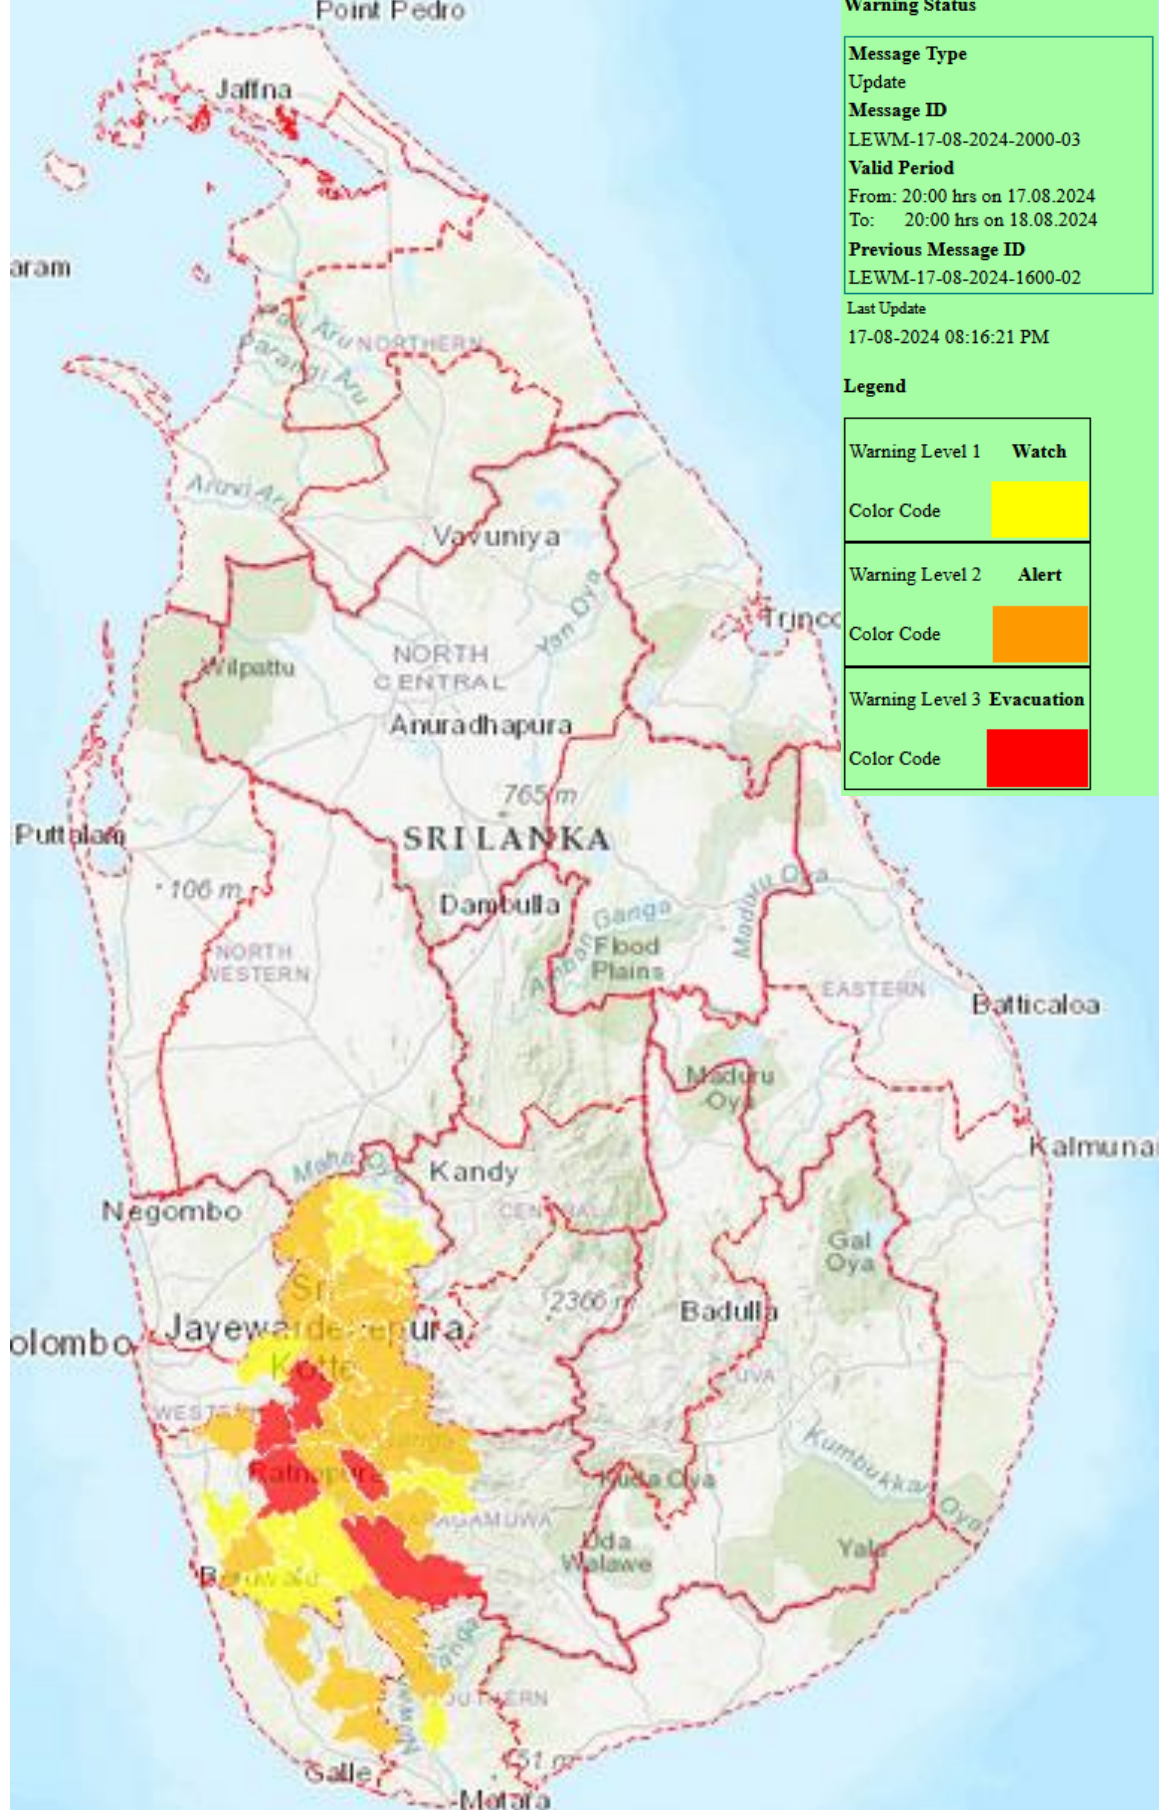 Point Pedro
Warning Status
Message Type
Update
Message ID
LEWM-17-08-2024-2000-03
Valid Period
From: 20:00 hrs on 17.08.2024
To: 20:00 hrs on 18.08.2024
Previous Message ID
LEWM-17-08-2024-1600-02
Last Update
17-08-2024 08:16:21 PM
Legend
Warning Level 1 Watch
Color Code
Warning Level 2 Alert
Color Code
Warning Level 3 Evacuation
Color Code
Jaffna
aram
Aru
Parangi Aru
NORTHERN
Aruvi Aru
Vavuniya
Yan Oya
Trinco
Wilpattu
NORTH
CENTRAL
Anuradhapura
765 m
Puttalam
SRI LANKA
106 m
Dambulla
Maduru Oya
Amban Ganga
Flood
Plains
NORTH
WESTERN
EASTERN
Batticaloa
Maduru
Oya
Kalmuna
Maha Oya
Kandy
Negombo
CENTRAL
Gal
Oya
Sri
2366 m
Badulla
Jayewardenepura
Kotte
olombo
UVA
WESTERN
Kumbukkan Oya
Ratnapura
Kuda Oya
SABARAGAMUWA
Uda
Walawe
Yala
Beruwala
Ganga
Nilwala
SOUTHERN
51 m
Galle
Matara